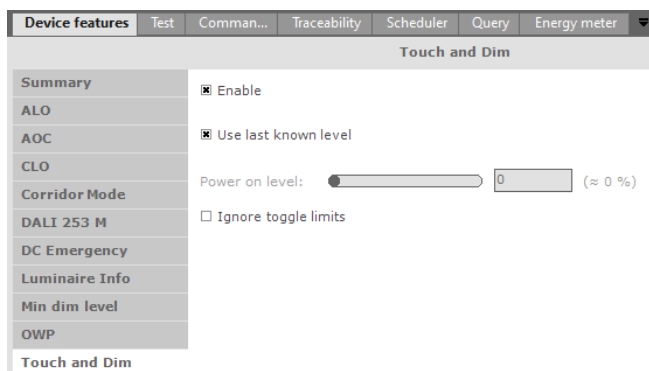 Device features Test Comman... Traceability Scheduler Query Energy meter
Touch and Dim
Summary
ALO
AOC
CLO
Corridor Mode
DALI 253 M
DC Emergency
Luminaire Info
Min dim level
OWP
Touch and Dim
Enable
Use last known level
Power on level: 0 (≈ 0 %)
Ignore toggle limits